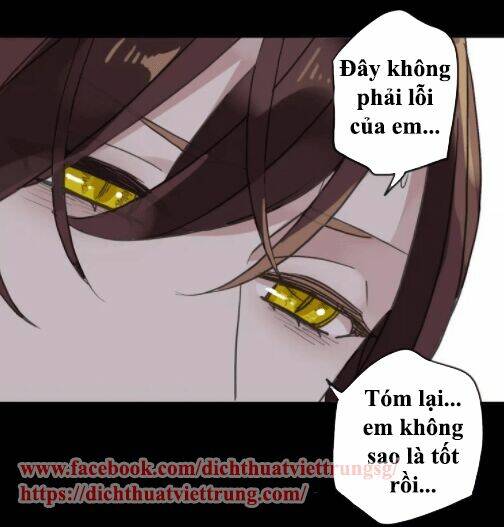 Đây không
phải lỗi
của em...
Tóm lại...
em không
sao là tốt
rồi...
www.facebook.com/dichthuatviettrungsg/
https://dichthuatviettrung.com/